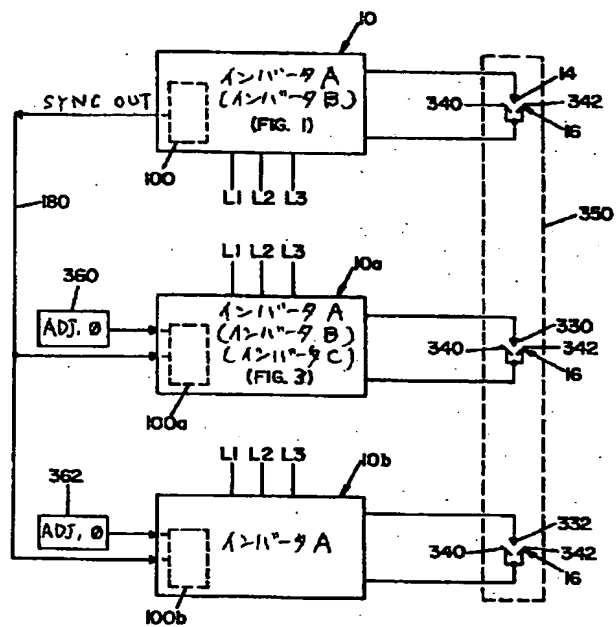 10
インバータ A
(インバータ B)
(FIG. 1)
SYNC OUT
100
14
340
342
16
L1 L2 L3
180
350
L1 L2 L3
10a
360
ADJ. Ø
インバータ A
(インバータ B)
(インバータ C)
(FIG. 3)
100a
330
340
342
16
L1 L2 L3
10b
362
ADJ. Ø
インバータ A
100b
332
340
342
16